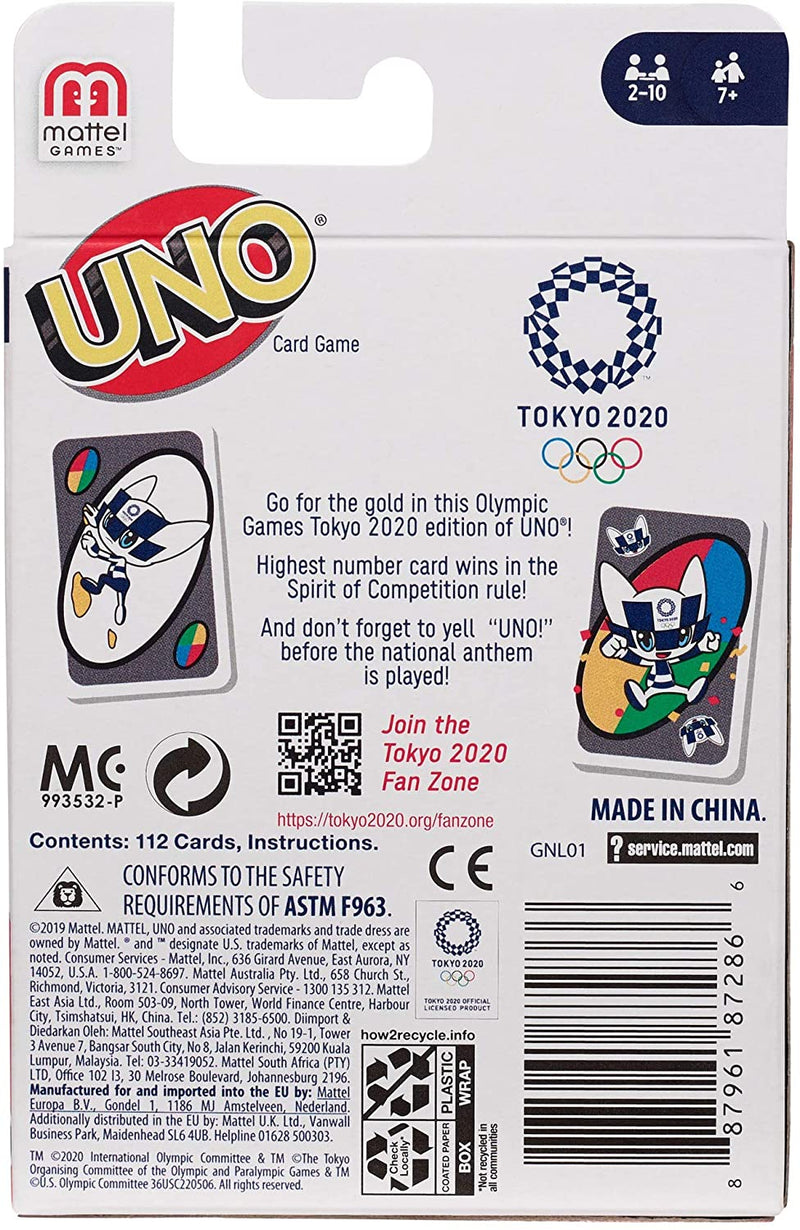 mattel
GAMES™
2-10
7+
UNO®
Card Game
TOKYO 2020
Go for the gold in this Olympic
Games Tokyo 2020 edition of UNO®!
Highest number card wins in the
Spirit of Competition rule!
And don't forget to yell “UNO!”
before the national anthem
is played!
MC
993532-P
Join the
Tokyo 2020
Fan Zone
https://tokyo2020.org/fanzone
MADE IN CHINA.
Contents: 112 Cards, Instructions.
CE
GNL01
? service.mattel.com
CONFORMS TO THE SAFETY
REQUIREMENTS OF ASTM F963.
©2019 Mattel. MATTEL, UNO and associated trademarks and trade dress are
owned by Mattel. ® and ™ designate U.S. trademarks of Mattel, except as
noted. Consumer Services - Mattel, Inc., 636 Girard Avenue, East Aurora, NY
14052, U.S.A. 1-800-524-8697. Mattel Australia Pty. Ltd., 658 Church St.,
Richmond, Victoria, 3121. Consumer Advisory Service - 1300 135 312. Mattel
East Asia Ltd., Room 503-09, North Tower, World Finance Centre, Harbour
City, Tsimshatsui, HK, China. Tel.: (852) 3185-6500. Diimport &
Diedarkan Oleh: Mattel Southeast Asia Pte. Ltd., No 19-1, Tower
3 Avenue 7, Bangsar South City, No 8, Jalan Kerinchi, 59200 Kuala
Lumpur, Malaysia. Tel: 03-33419052. Mattel South Africa (PTY)
LTD, Office 102 I3, 30 Melrose Boulevard, Johannesburg 2196.
Manufactured for and imported into the EU by: Mattel
Europa B.V., Gondel 1, 1186 MJ Amstelveen, Nederland.
Additionally distributed in the EU by: Mattel U.K. Ltd., Vanwall
Business Park, Maidenhead SL6 4UB. Helpline 01628 500303.
TM ©2020 International Olympic Committee & TM ©The Tokyo
Organising Committee of the Olympic and Paralympic Games & TM
©U.S. Olympic Committee 36USC220506. All rights reserved.
TOKYO 2020
TOKYO 2020 OFFICIAL
LICENSED PRODUCT
how2recycle.info
PLASTIC
WRAP
Check
Locally*
COATED PAPER
BOX
*Not recycled in
all communities
8 87961 87286 6